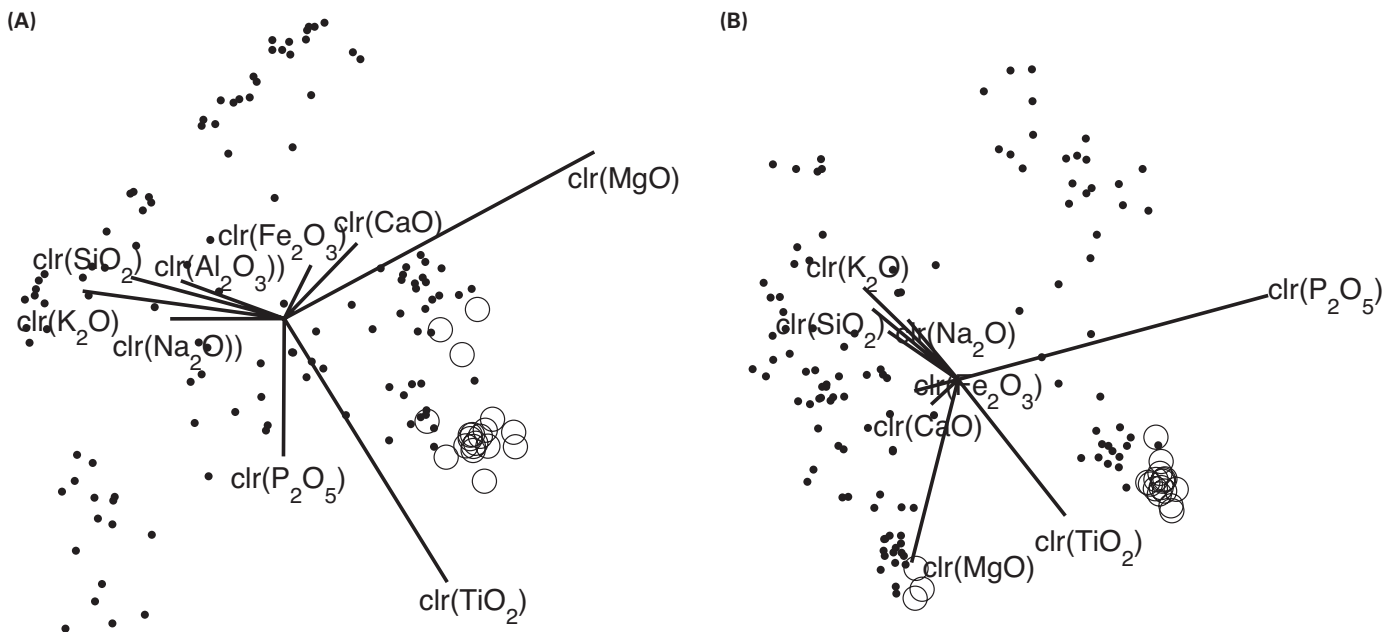 (A)
clr(MgO)
clr(CaO)
clr(Fe₂O₃)
clr(SiO₂)
clr(Al₂O₃))
clr(K₂O)
clr(Na₂O))
clr(P₂O₅)
clr(TiO₂)
(B)
clr(K₂O)
clr(P₂O₅)
clr(SiO₂)
clr(Na₂O)
clr(Fe₂O₃)
clr(CaO)
clr(TiO₂)
clr(MgO)